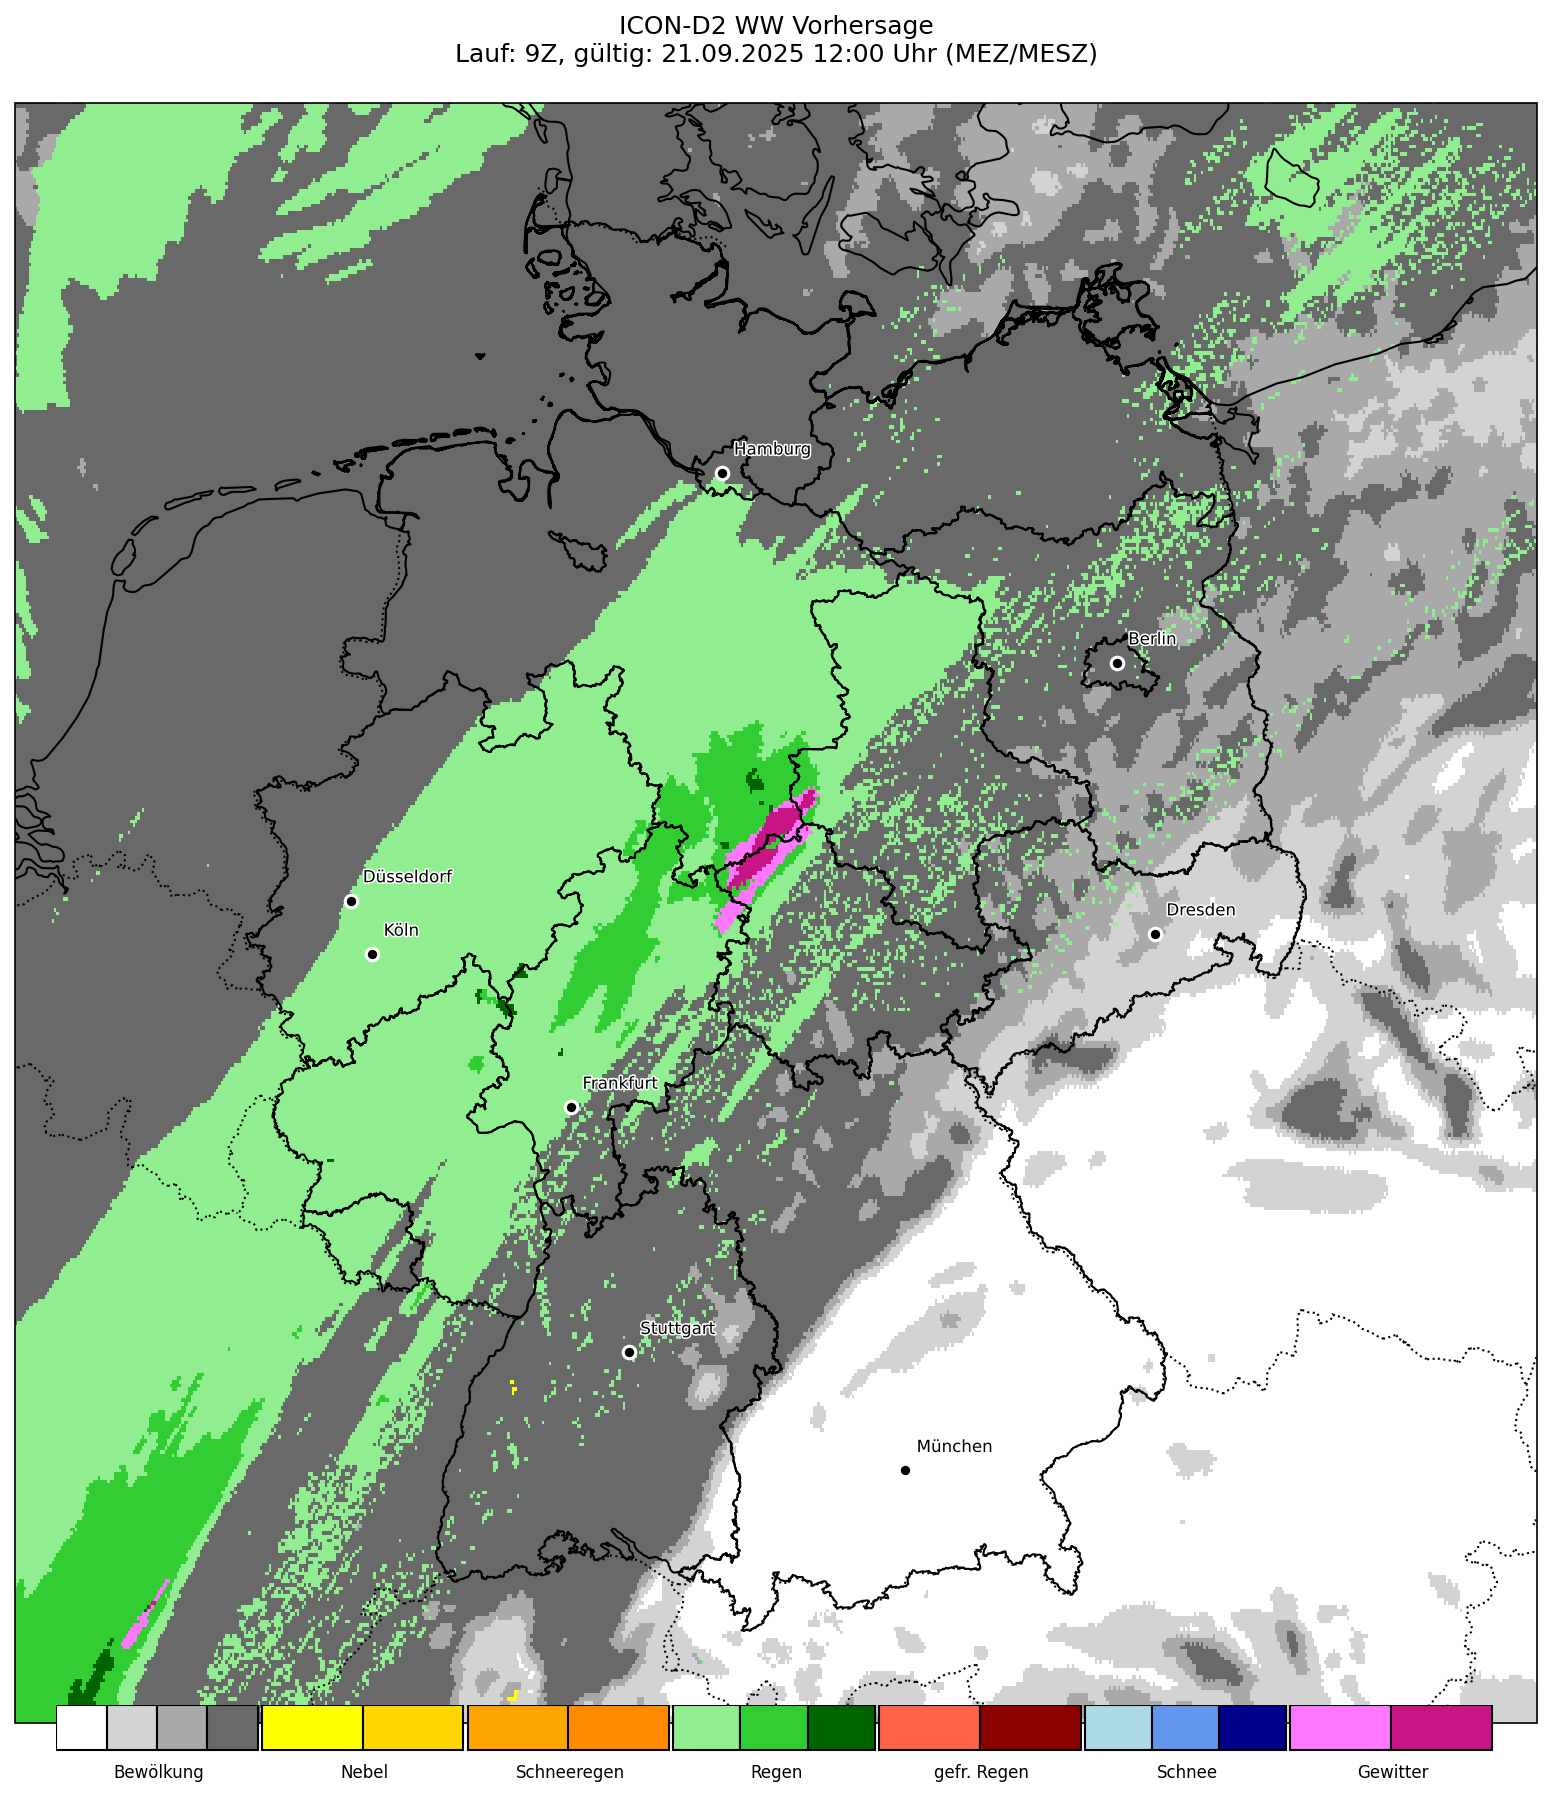 ICON-D2 WW Vorhersage
Lauf: 9Z, gültig: 21.09.2025 12:00 Uhr (MEZ/MESZ)
Hamburg
Berlin
Düsseldorf
Dresden
Köln
Frankfurt
Stuttgart
München
Bewölkung
Nebel
Schneeregen
Regen
gefr. Regen
Schnee
Gewitter